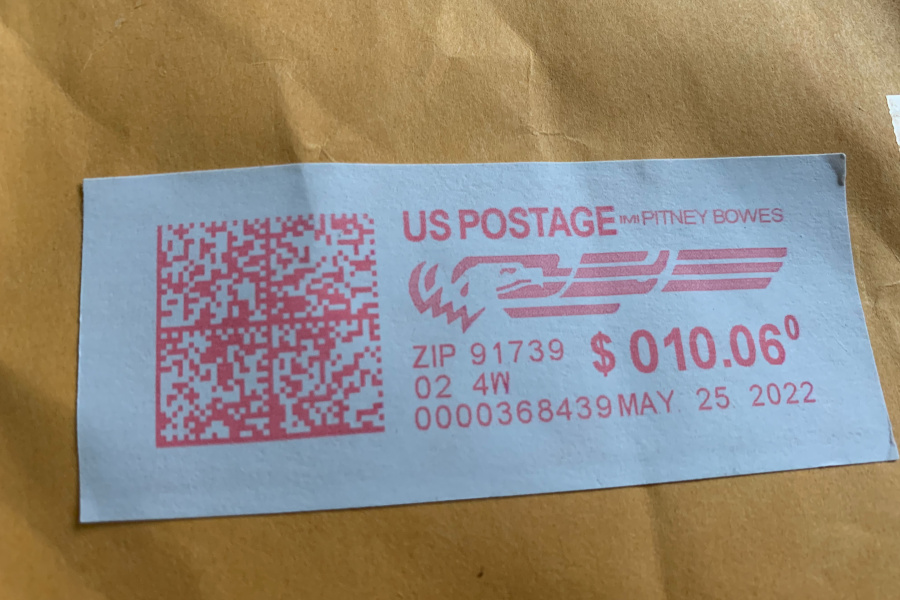 US POSTAGE IMI PITNEY BOWES
ZIP 91739 $ 010.06⁰
02 4W
0000368439 MAY 25 2022